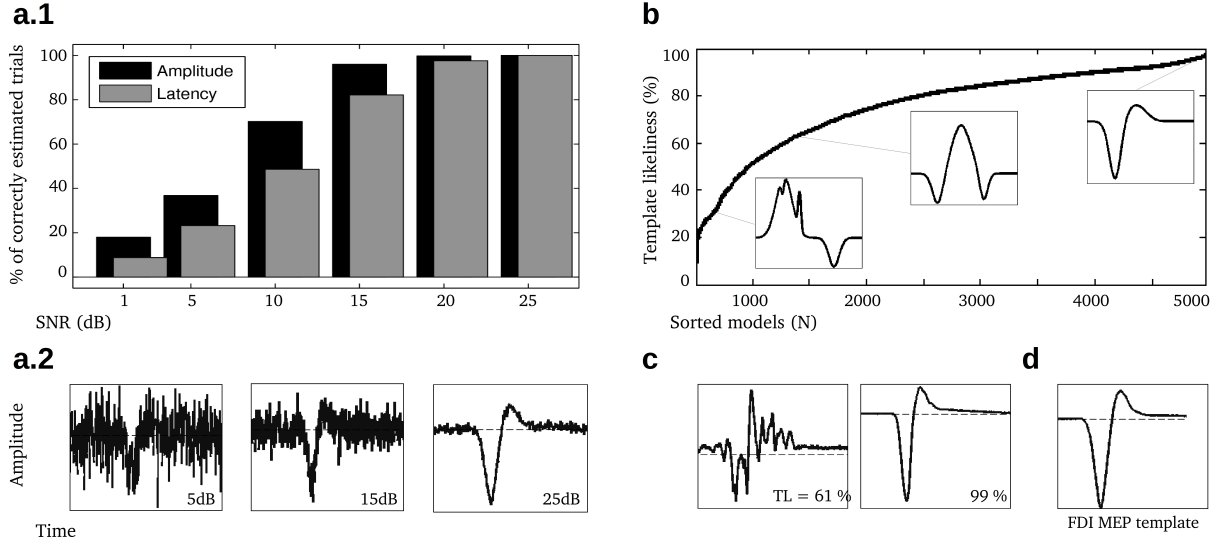 a.1
% of correctly estimated trials
100
80
60
40
20
0
Amplitude
Latency
1 5 10 15 20 25
SNR (dB)
b
Template likeliness (%)
100
80
60
40
20
0
1000 2000 3000 4000 5000
Sorted models (N)
a.2
Amplitude
5dB
15dB
25dB
Time
c
TL = 61 %
99 %
d
FDI MEP template